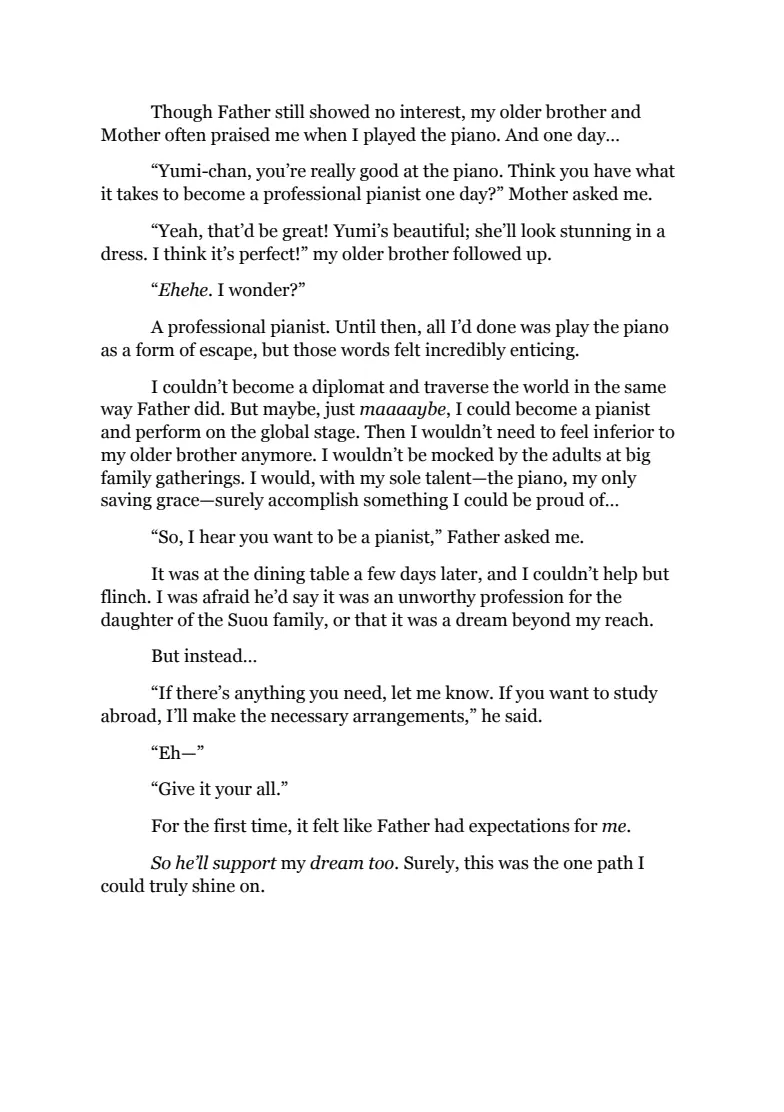 Though Father still showed no interest, my older brother and
Mother often praised me when I played the piano. And one day…
“Yumi-chan, you’re really good at the piano. Think you have what
it takes to become a professional pianist one day?” Mother asked me.
“Yeah, that’d be great! Yumi’s beautiful; she’ll look stunning in a
dress. I think it’s perfect!” my older brother followed up.
“Ehehe. I wonder?”
A professional pianist. Until then, all I’d done was play the piano
as a form of escape, but those words felt incredibly enticing.
I couldn’t become a diplomat and traverse the world in the same
way Father did. But maybe, just maaaaybe, I could become a pianist
and perform on the global stage. Then I wouldn’t need to feel inferior to
my older brother anymore. I wouldn’t be mocked by the adults at big
family gatherings. I would, with my sole talent—the piano, my only
saving grace—surely accomplish something I could be proud of…
“So, I hear you want to be a pianist,” Father asked me.
It was at the dining table a few days later, and I couldn’t help but
flinch. I was afraid he’d say it was an unworthy profession for the
daughter of the Suou family, or that it was a dream beyond my reach.
But instead…
“If there’s anything you need, let me know. If you want to study
abroad, I’ll make the necessary arrangements,” he said.
“Eh—”
“Give it your all.”
For the first time, it felt like Father had expectations for me.
So he’ll support my dream too. Surely, this was the one path I
could truly shine on.